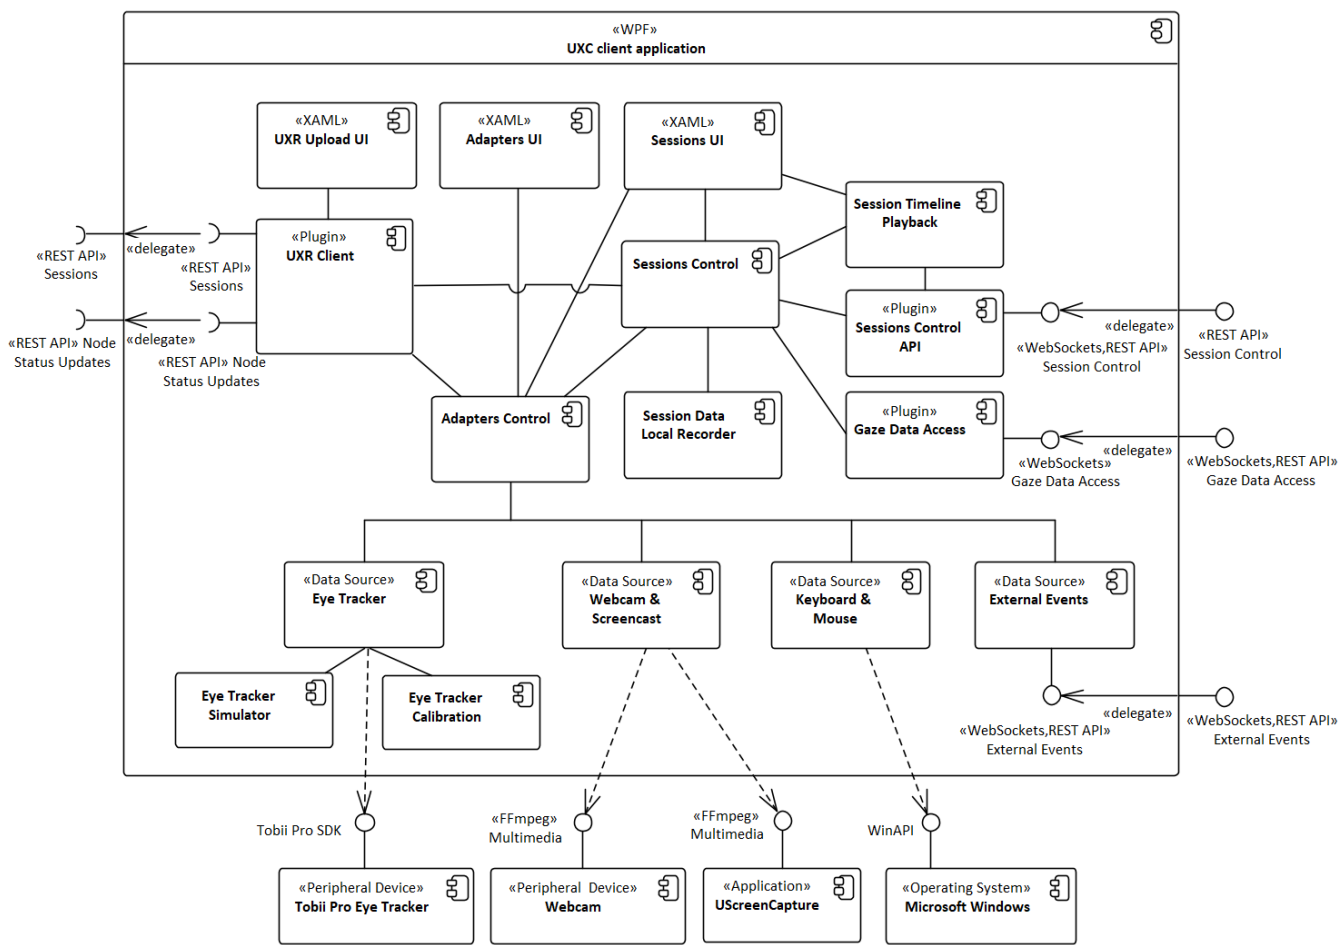 «WPF»
UXC client application
«XAML»
UXR Upload UI
«XAML»
Adapters UI
«XAML»
Sessions UI
Session Timeline
Playback
«Plugin»
UXR Client
Sessions Control
«REST API»
Sessions
«delegate»
«REST API»
Sessions
«REST API» Node
Status Updates
«delegate»
«REST API» Node
Status Updates
«Plugin»
Sessions Control
API
«WebSockets,REST API»
Session Control
«delegate»
«REST API»
Session Control
Adapters Control
Session Data
Local Recorder
«Plugin»
Gaze Data Access
«WebSockets»
Gaze Data Access
«delegate»
«WebSockets,REST API»
Gaze Data Access
«Data Source»
Eye Tracker
«Data Source»
Webcam &
Screencast
«Data Source»
Keyboard &
Mouse
«Data Source»
External Events
Eye Tracker
Simulator
Eye Tracker
Calibration
«WebSockets,REST API»
External Events
«delegate»
«WebSockets,REST API»
External Events
Tobii Pro SDK
«FFmpeg»
Multimedia
«FFmpeg»
Multimedia
WinAPI
«Peripheral Device»
Tobii Pro Eye Tracker
«Peripheral Device»
Webcam
«Application»
UScreenCapture
«Operating System»
Microsoft Windows